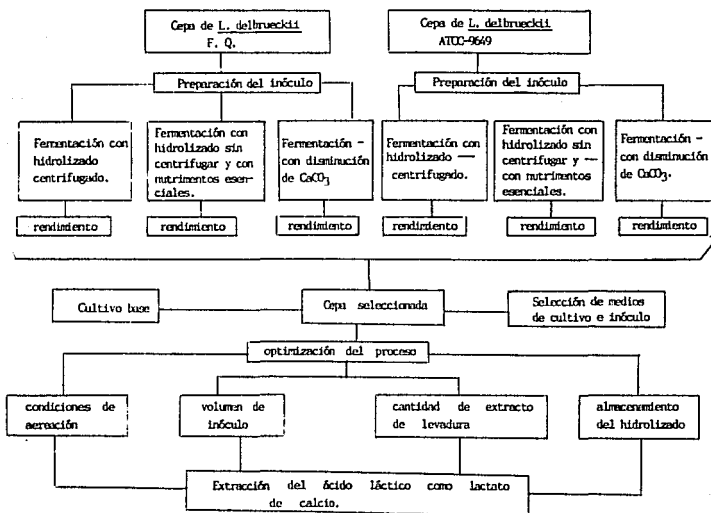 Cepa de L. delbrueckii
F. Q.
Cepa de L. delbrueckii
ATCC-9649
Preparación del inóculo
Preparación del inóculo
Fermentación con
hidrolizado
centrifugado.
Fermentación con
hidrolizado sin
centrifugar y con
nutrimentos esen-
ciales.
Fermentación -
con disminución
de CaCO3
Fermentación con
hidrolizado —
centrifugado.
Fermentación con
hidrolizado sin
centrifugar y —
con nutrimentos
esenciales.
Fermentación -
con disminución
de CaCO3.
rendimiento
rendimiento
rendimiento
rendimiento
rendimiento
rendimiento
Cultivo base
Cepa seleccionada
Selección de medios
de cultivo e inóculo
optimización del proceso
condiciones de
aereación
volumen de
inóculo
cantidad de extracto
de levadura
almacenamiento
del hidrolizado
Extracción del ácido láctico como lactato
de calcio.